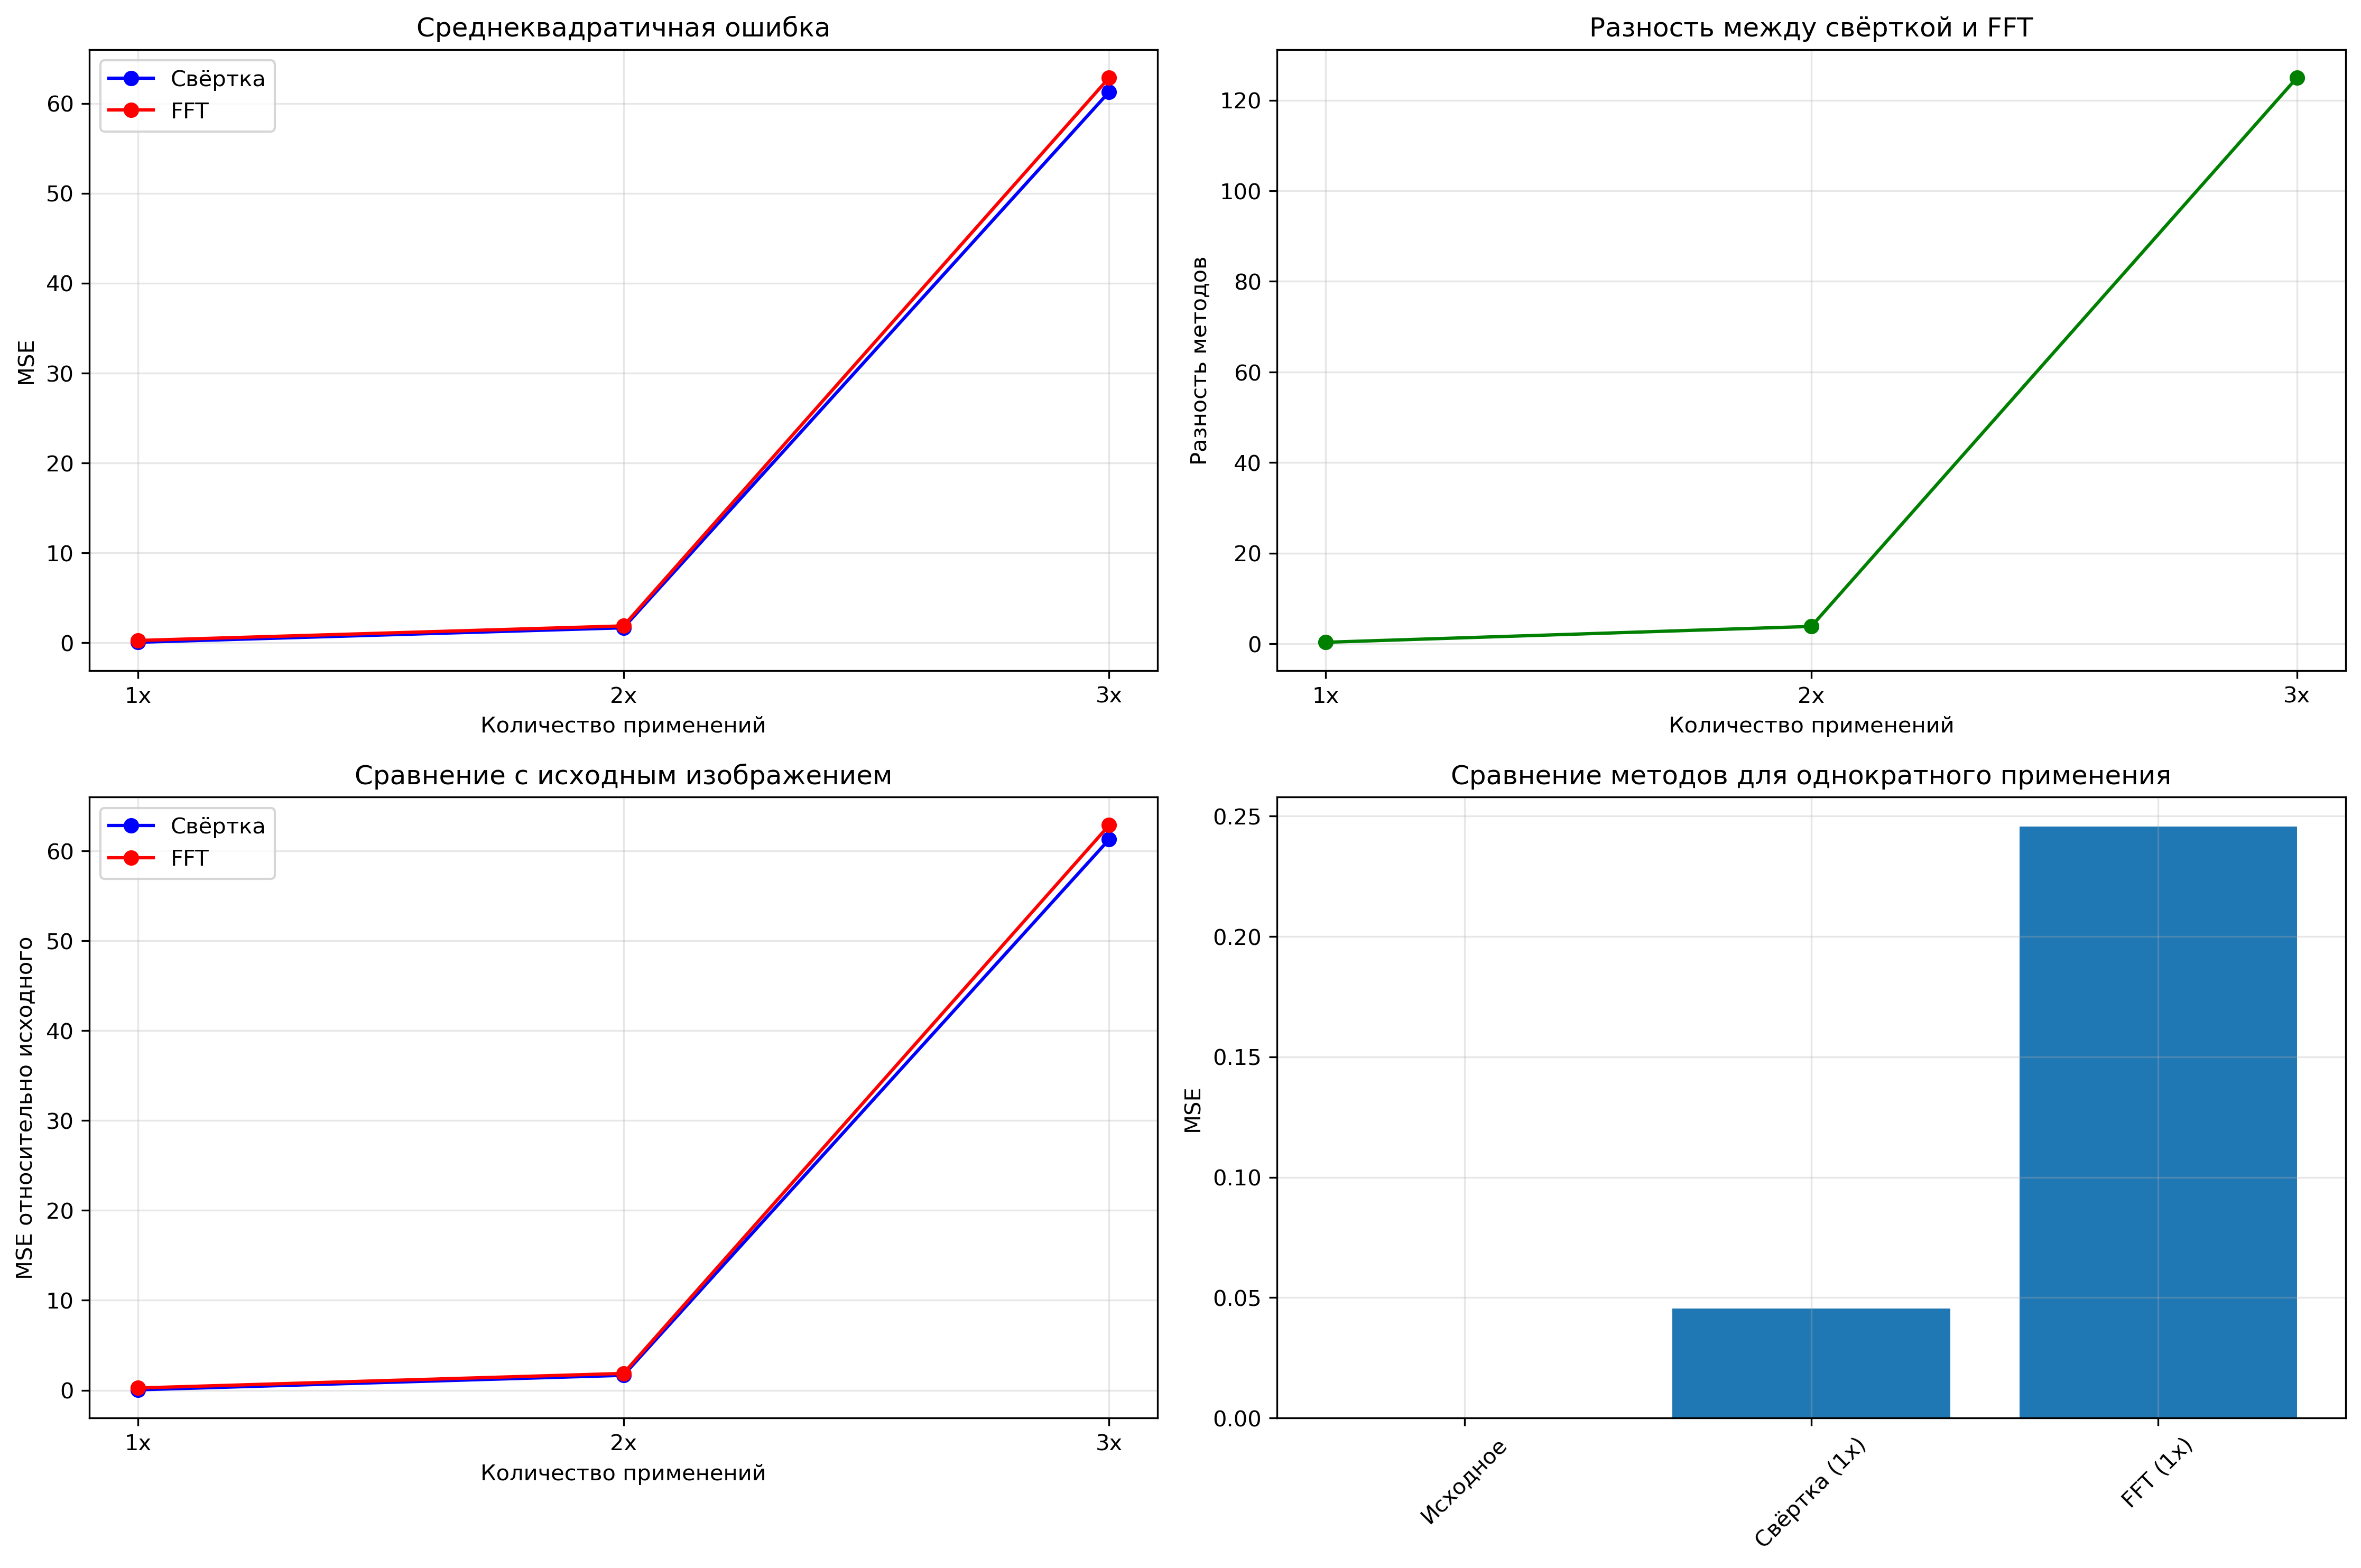 Среднеквадратичная ошибка
Свёртка
FFT
MSE
60
50
40
30
20
10
0
1x
2x
3x
Количество применений
Разность между свёрткой и FFT
Разность методов
120
100
80
60
40
20
0
1x
2x
3x
Количество применений
Сравнение с исходным изображением
Свёртка
FFT
MSE относительно исходного
60
50
40
30
20
10
0
1x
2x
3x
Количество применений
Сравнение методов для однократного применения
MSE
0.25
0.20
0.15
0.10
0.05
0.00
Исходное
Свёртка (1x)
FFT (1x)